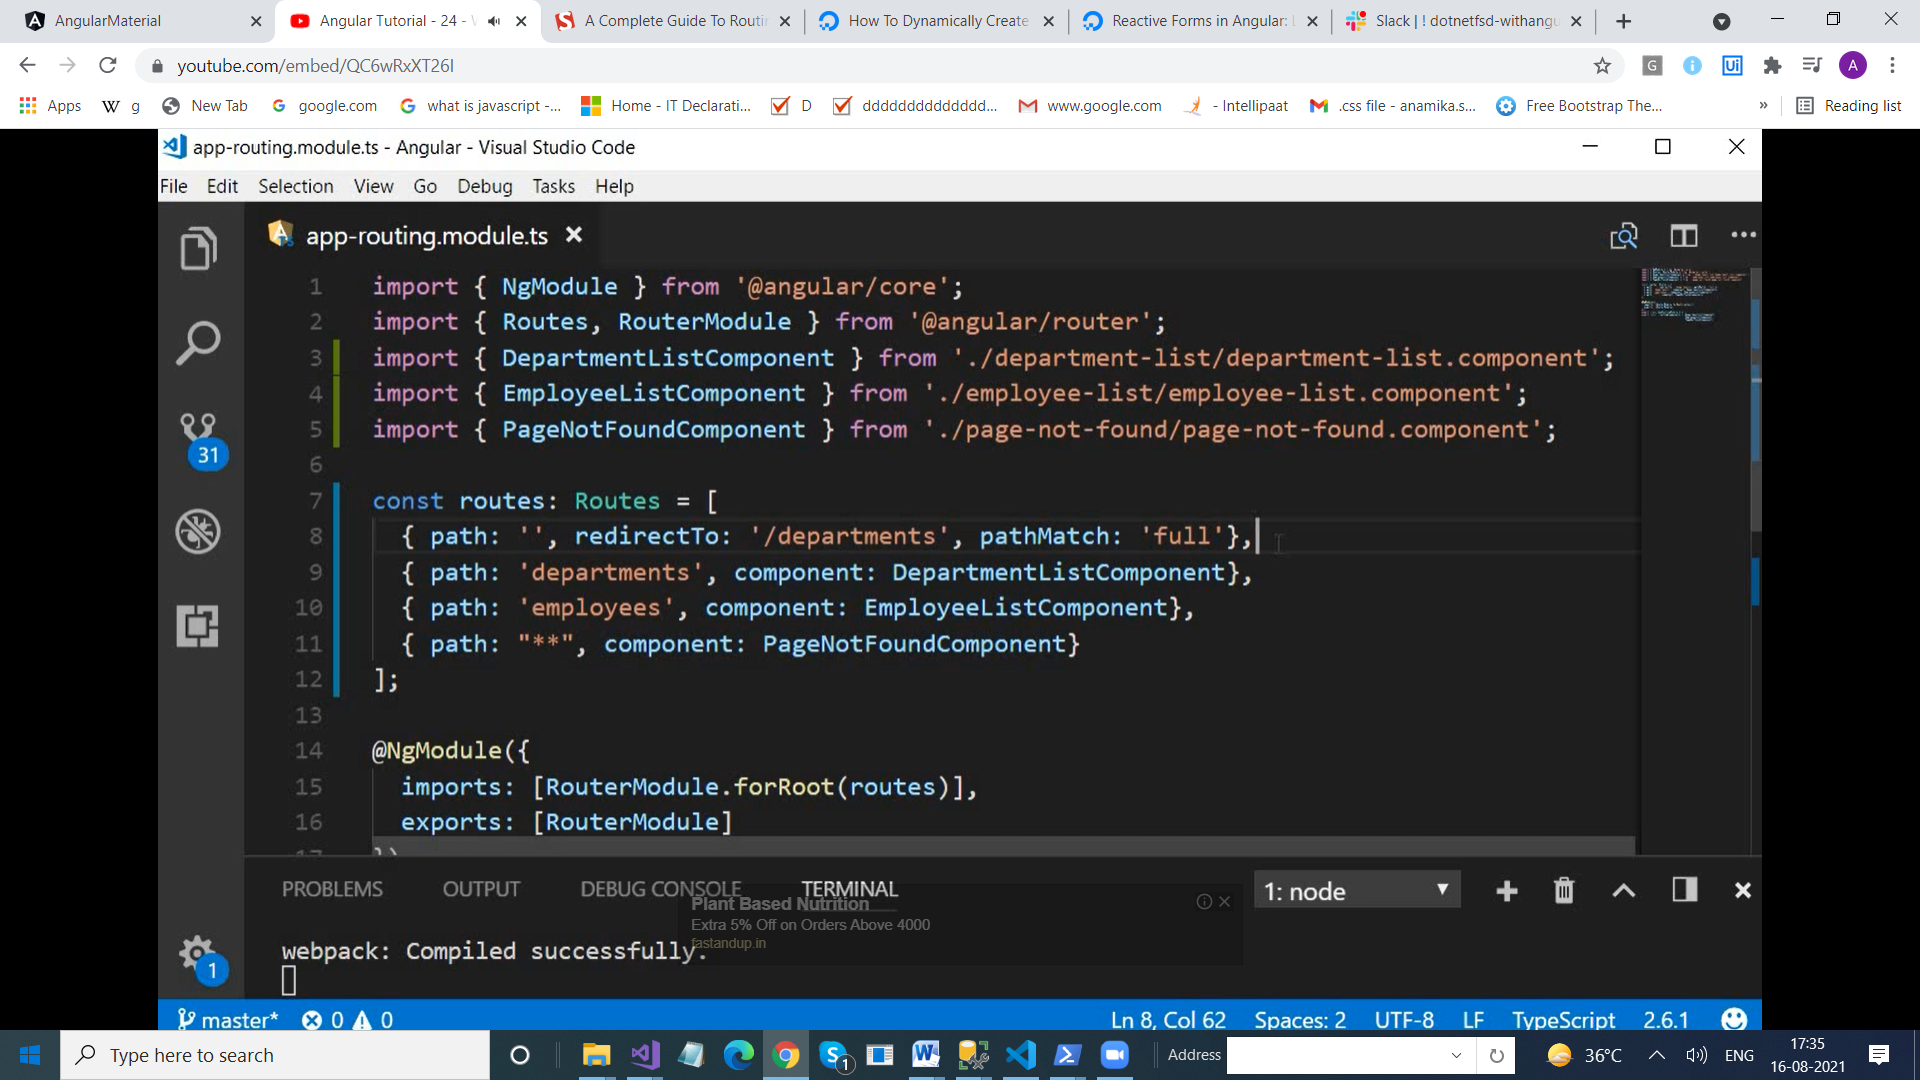 AngularMaterial
Angular Tutorial - 24 -
A Complete Guide To Routi
How To Dynamically Create
Reactive Forms in Angular:
Slack | ! dotnetfsd-withangu
youtube.com/embed/QC6wRxXT26I
G
Uİ
A
Apps
W g
New Tab
google.com
what is javascript -...
Home - IT Declarati...
D
ddddddddddddddd...
www.google.com
- Intellipaat
.css file - anamika.s...
Free Bootstrap The...
»
Reading list
app-routing.module.ts - Angular - Visual Studio Code
File Edit Selection View Go Debug Tasks Help
app-routing.module.ts
1 import { NgModule } from '@angular/core';
2 import { Routes, RouterModule } from '@angular/router';
3 import { DepartmentListComponent } from './department-list/department-list.component';
4 import { EmployeeListComponent } from './employee-list/employee-list.component';
5 import { PageNotFoundComponent } from './page-not-found/page-not-found.component';
6
7 const routes: Routes = [
8 { path: '', redirectTo: '/departments', pathMatch: 'full'},
9 { path: 'departments', component: DepartmentListComponent},
10 { path: 'employees', component: EmployeeListComponent},
11 { path: "**", component: PageNotFoundComponent}
12 ];
13
14 @NgModule({
15 imports: [RouterModule.forRoot(routes)],
16 exports: [RouterModule]
31
1
PROBLEMS OUTPUT DEBUG CONSOLE TERMINAL
1: node
Plant Based Nutrition
Extra 5% Off on Orders Above 4000
fastandup.in
webpack: Compiled successfully.
master* 0 0
Ln 8, Col 62 Spaces: 2 UTF-8 LF TypeScript 2.6.1
Type here to search
1
Address
36°C
ENG
17:35
16-08-2021